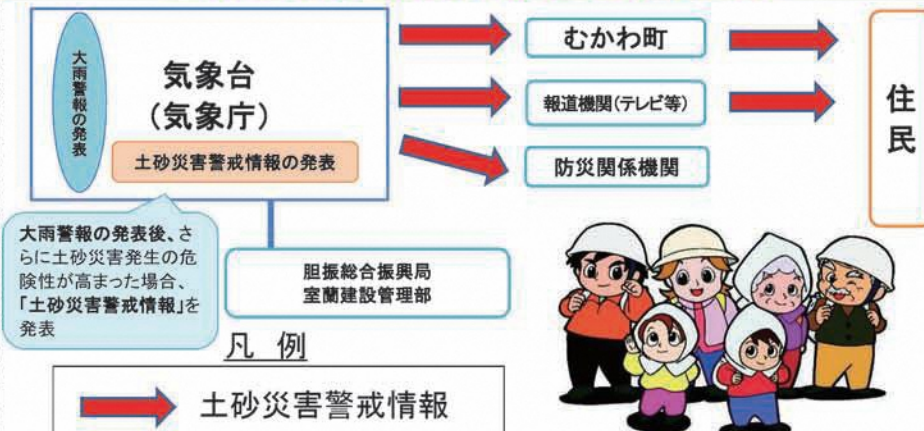 大雨警報の発表
気象台
（気象庁）
土砂災害警戒情報の発表
むかわ町
報道機関（テレビ等）
防災関係機関
住民
大雨警報の発表後、さ
らに土砂災害発生の危
険性が高まった場合、
「土砂災害警戒情報」を
発表
胆振総合振興局
室蘭建設管理部
凡 例
土砂災害警戒情報